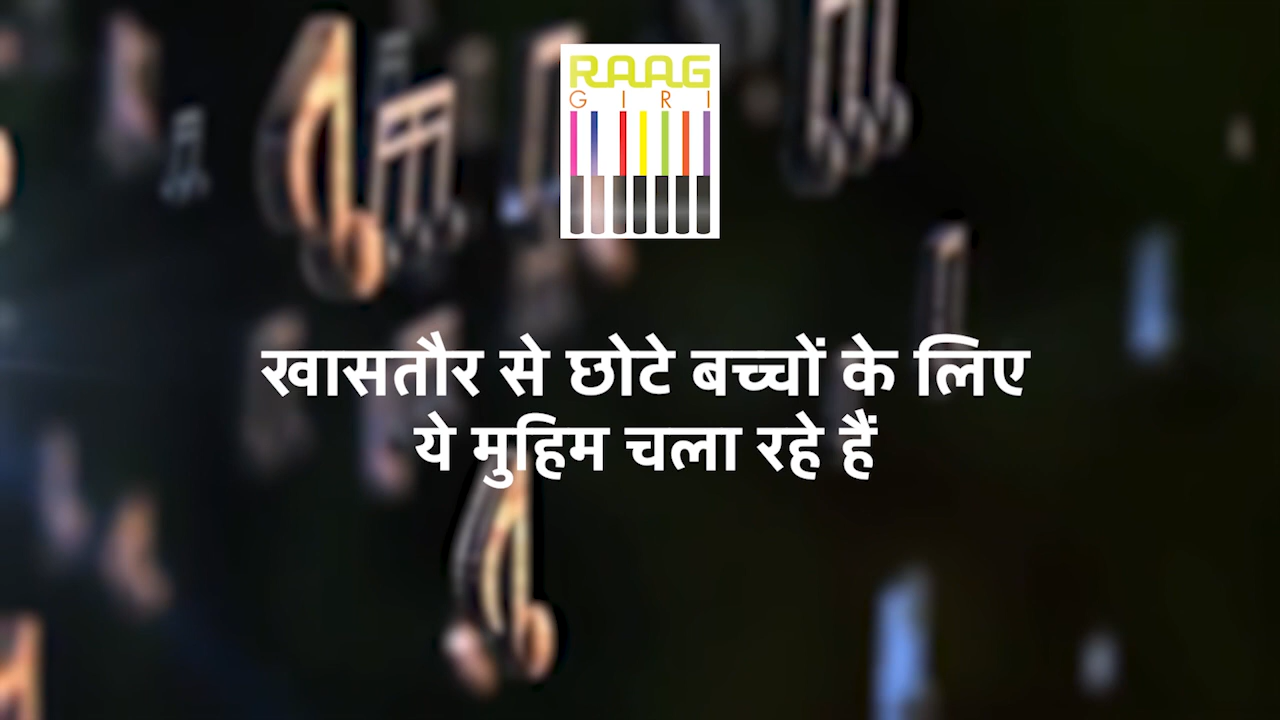 RAAG
GIRI
खासतौर से छोटे बच्चों के लिए
ये मुहिम चला रहे हैं